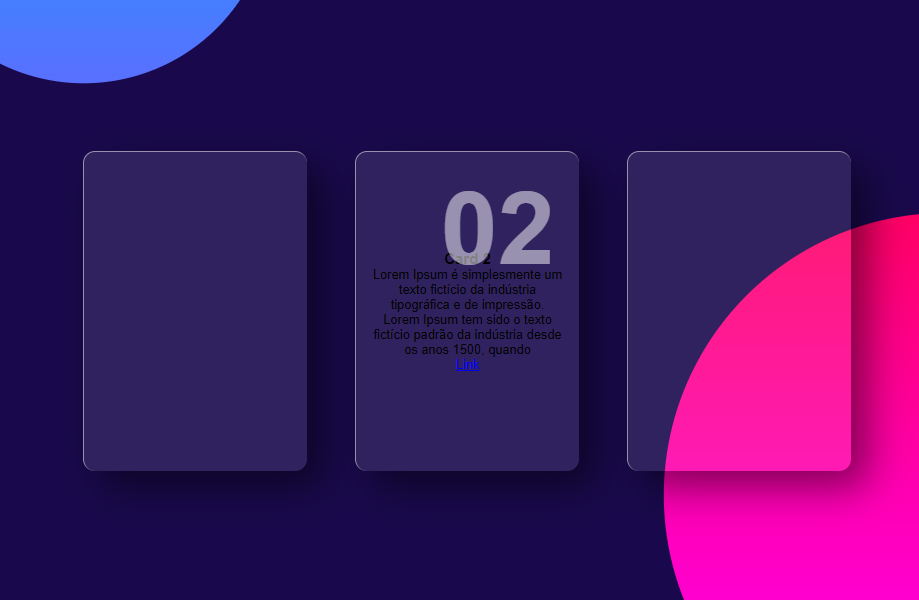 02
Card 2
Lorem Ipsum é simplesmente um
texto fictício da indústria
tipográfica e de impressão.
Lorem Ipsum tem sido o texto
fictício padrão da indústria desde
os anos 1500, quando
Link